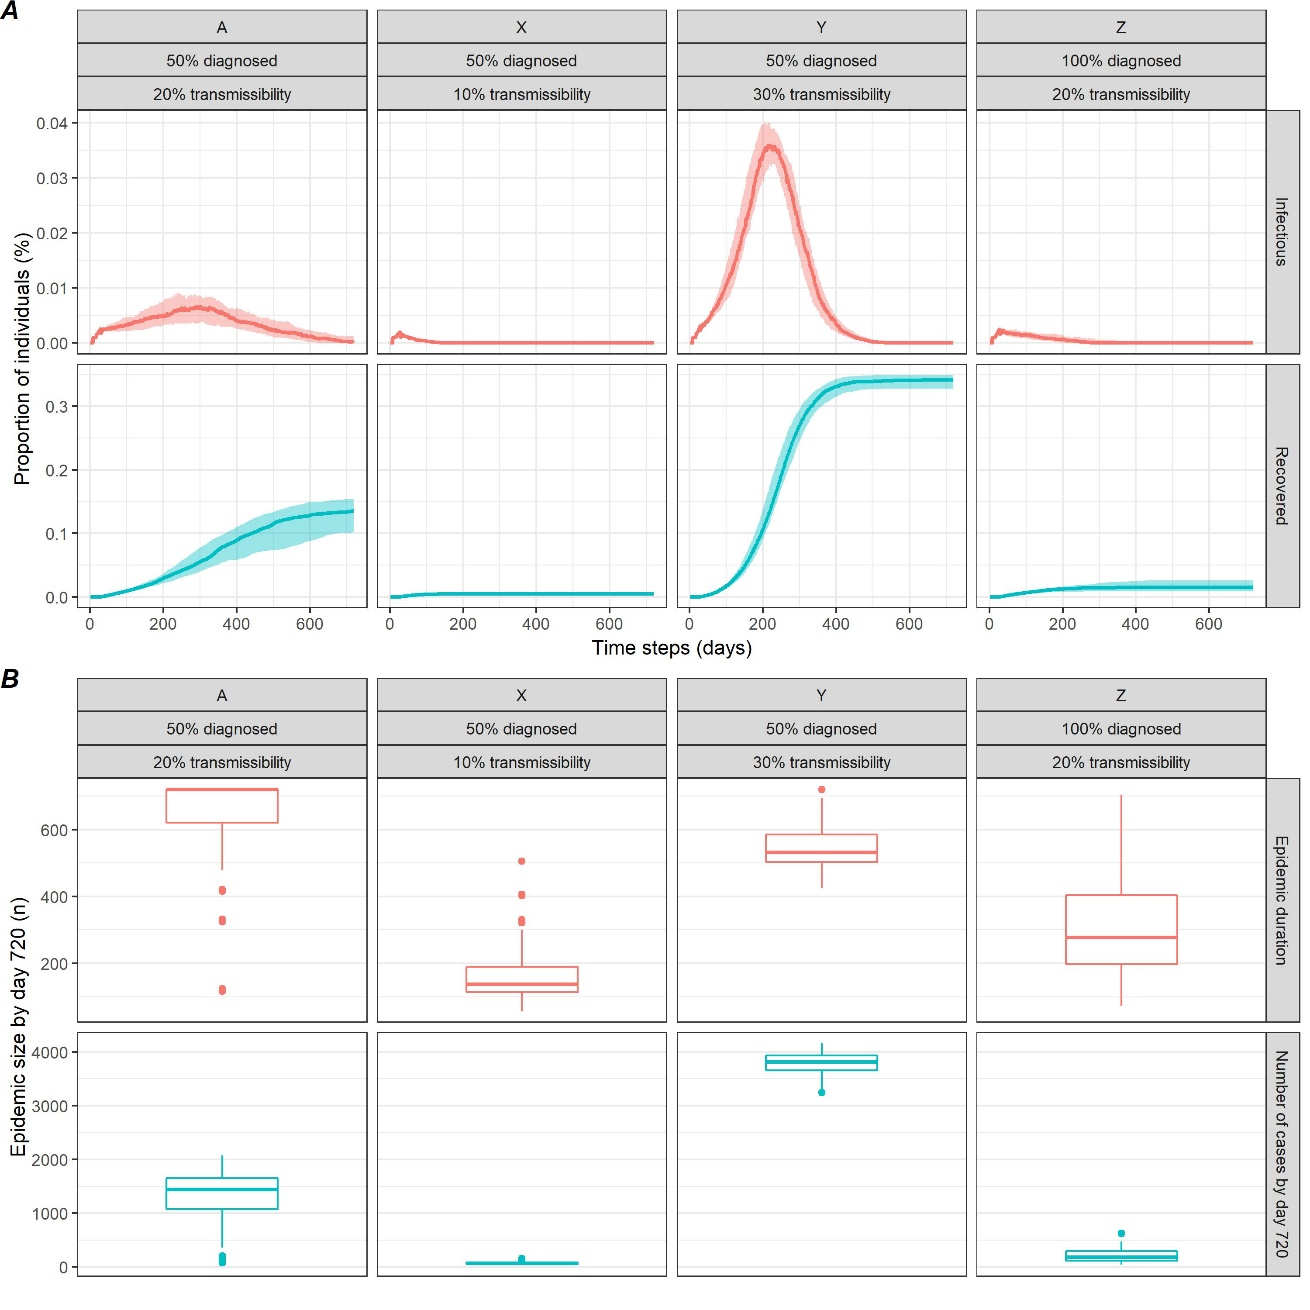 A
A X Y Z
50% diagnosed 50% diagnosed 50% diagnosed 100% diagnosed
20% transmissibility 10% transmissibility 30% transmissibility 20% transmissibility
Proportion of individuals (%)
0.04
0.03
0.02
0.01
0.00
Infectious
0.3
0.2
0.1
0.0
Recovered
0 200 400 600 0 200 400 600 0 200 400 600 0 200 400 600
Time steps (days)
B
A X Y Z
50% diagnosed 50% diagnosed 50% diagnosed 100% diagnosed
20% transmissibility 10% transmissibility 30% transmissibility 20% transmissibility
Epidemic size by day 720 (n)
600
400
200
Epidemic duration
4000
3000
2000
1000
0
Number of cases by day 720